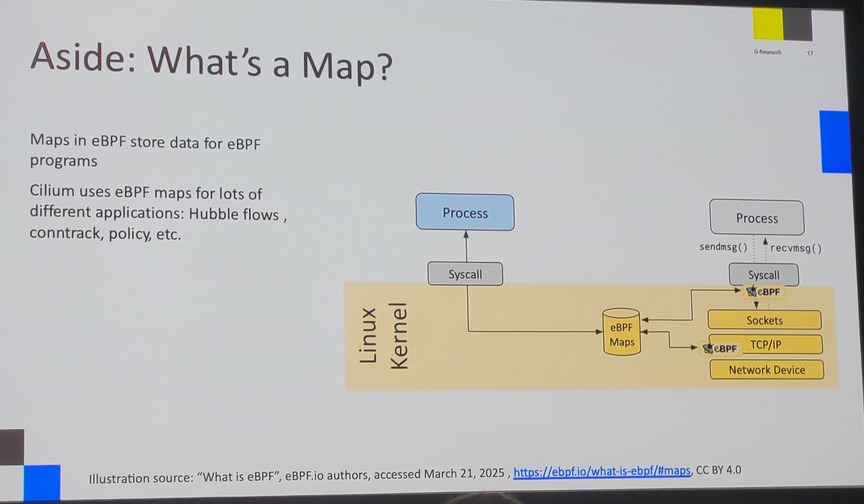 G-Research 17
Aside: What's a Map?
Maps in eBPF store data for eBPF
programs
Cilium uses eBPF maps for lots of
different applications: Hubble flows ,
conntrack, policy, etc.
Process
Process
sendmsg() recvmsg()
Syscall
Syscall
eBPF
Linux
Kernel
eBPF
Maps
Sockets
eBPF TCP/IP
Network Device
Illustration source: "What is eBPF", eBPF.io authors, accessed March 21, 2025 , https://ebpf.io/what-is-ebpf/#maps, CC BY 4.0